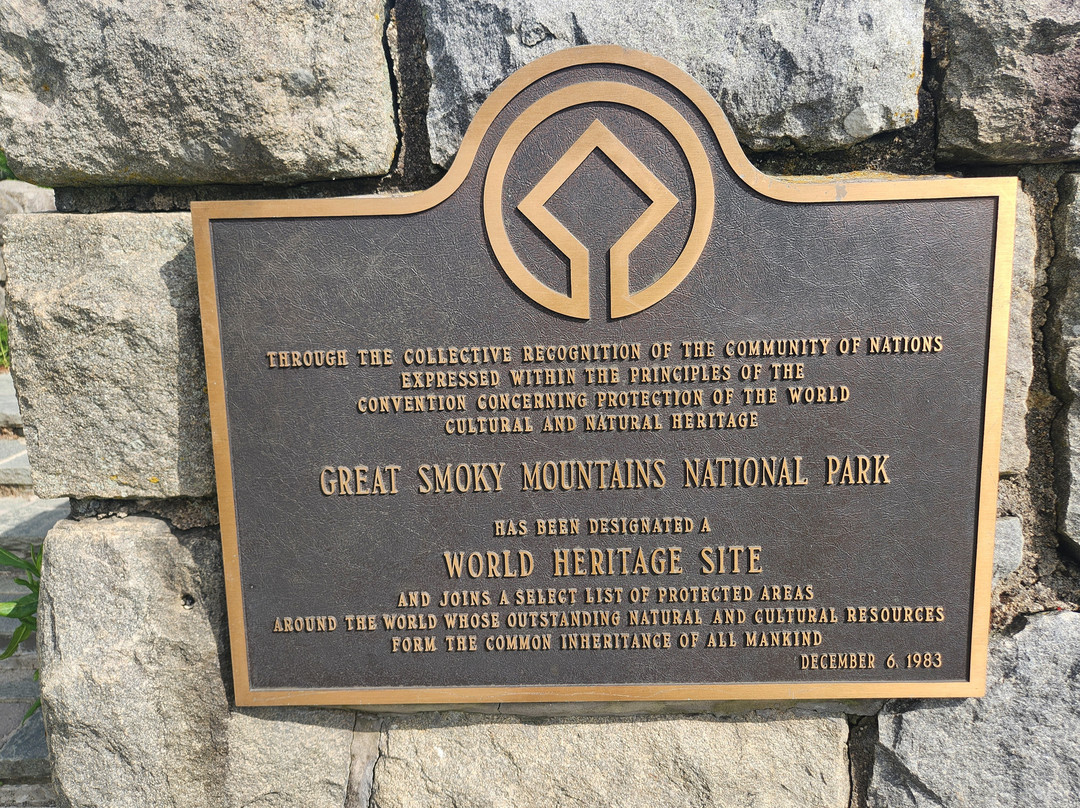 THROUGH THE COLLECTIVE RECOGNITION OF THE COMMUNITY OF NATIONS
EXPRESSED WITHIN THE PRINCIPLES OF THE
CONVENTION CONCERNING PROTECTION OF THE WORLD
CULTURAL AND NATURAL HERITAGE
GREAT SMOKY MOUNTAINS NATIONAL PARK
HAS BEEN DESIGNATED A
WORLD HERITAGE SITE
AND JOINS A SELECT LIST OF PROTECTED AREAS
AROUND THE WORLD WHOSE OUTSTANDING NATURAL AND CULTURAL RESOURCES
FORM THE COMMON INHERITANCE OF ALL MANKIND
DECEMBER 6, 1983